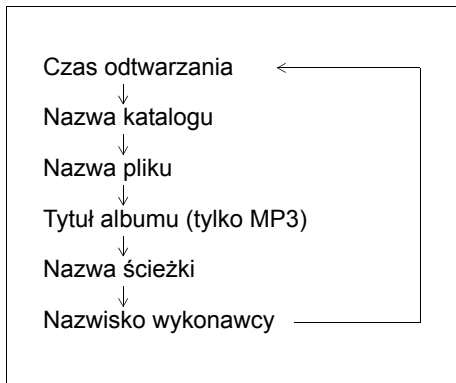 Czas odtwarzania
Nazwa katalogu
Nazwa pliku
Tytuł albumu (tylko MP3)
Nazwa ścieżki
Nazwisko wykonawcy